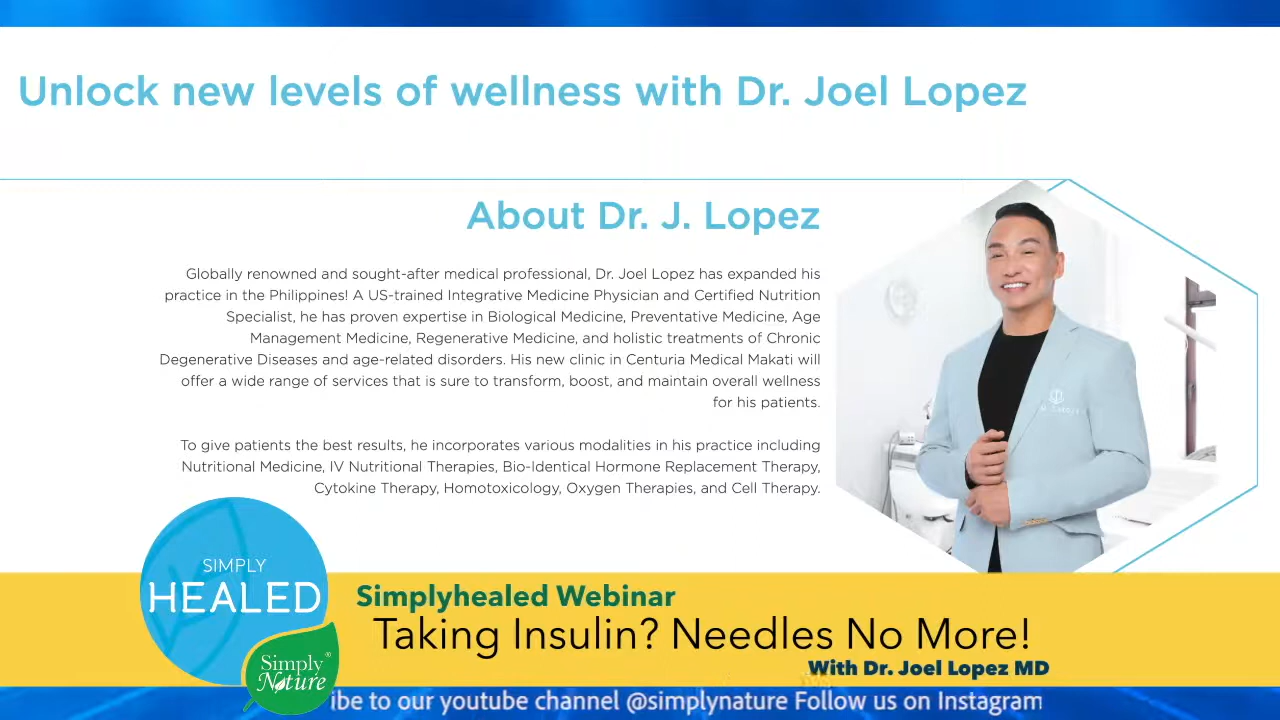 Unlock new levels of wellness with Dr. Joel Lopez
About Dr. J. Lopez
Globally renowned and sought-after medical professional, Dr. Joel Lopez has expanded his
practice in the Philippines! A US-trained Integrative Medicine Physician and Certified Nutrition
Specialist, he has proven expertise in Biological Medicine, Preventative Medicine, Age
Management Medicine, Regenerative Medicine, and holistic treatments of Chronic
Degenerative Diseases and age-related disorders. His new clinic in Centuria Medical Makati will
offer a wide range of services that is sure to transform, boost, and maintain overall wellness
for his patients.
To give patients the best results, he incorporates various modalities in his practice including
Nutritional Medicine, IV Nutritional Therapies, Bio-Identical Hormone Replacement Therapy,
Cytokine Therapy, Homotoxicology, Oxygen Therapies, and Cell Therapy.
SIMPLY
HEALED
Simply
Nature®
Simplyhealed Webinar
Taking Insulin? Needles No More!
With Dr. Joel Lopez MD
ibe to our youtube channel @simplynature Follow us on Instagram